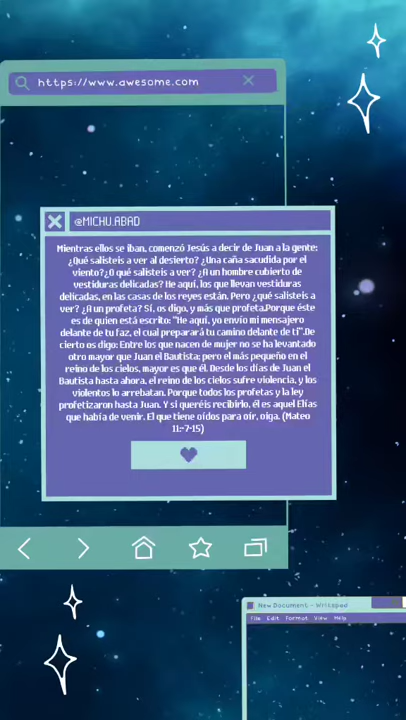 https://www.awesome.com
@MICHU.ABAD
Mientras ellos se iban, comenzó Jesús a decir de Juan a la gente:
¿Qué salisteis a ver al desierto? ¿Una caña sacudida por el
viento?¿O qué salisteis a ver? ¿A un hombre cubierto de
vestiduras delicadas? He aquí, los que llevan vestiduras
delicadas, en las casas de los reyes están. Pero ¿qué salisteis a
ver? ¿A un profeta? Sí, os digo, y más que profeta.Porque éste
es de quien está escrito: "He aquí, yo envío mi mensajero
delante de tu faz, el cual preparará tu camino delante de ti".De
cierto os digo: Entre los que nacen de mujer no se ha levantado
otro mayor que Juan el Bautista; pero el más pequeño en el
reino de los cielos, mayor es que él. Desde los días de Juan el
Bautista hasta ahora, el reino de los cielos sufre violencia, y los
violentos lo arrebatan. Porque todos los profetas y la ley
profetizaron hasta Juan. Y si queréis recibirlo, él es aquel Elías
que había de venir. El que tiene oídos para oír, oiga. (Mateo
11:7-15)
New Document - Writepad
File Edit Format View Help